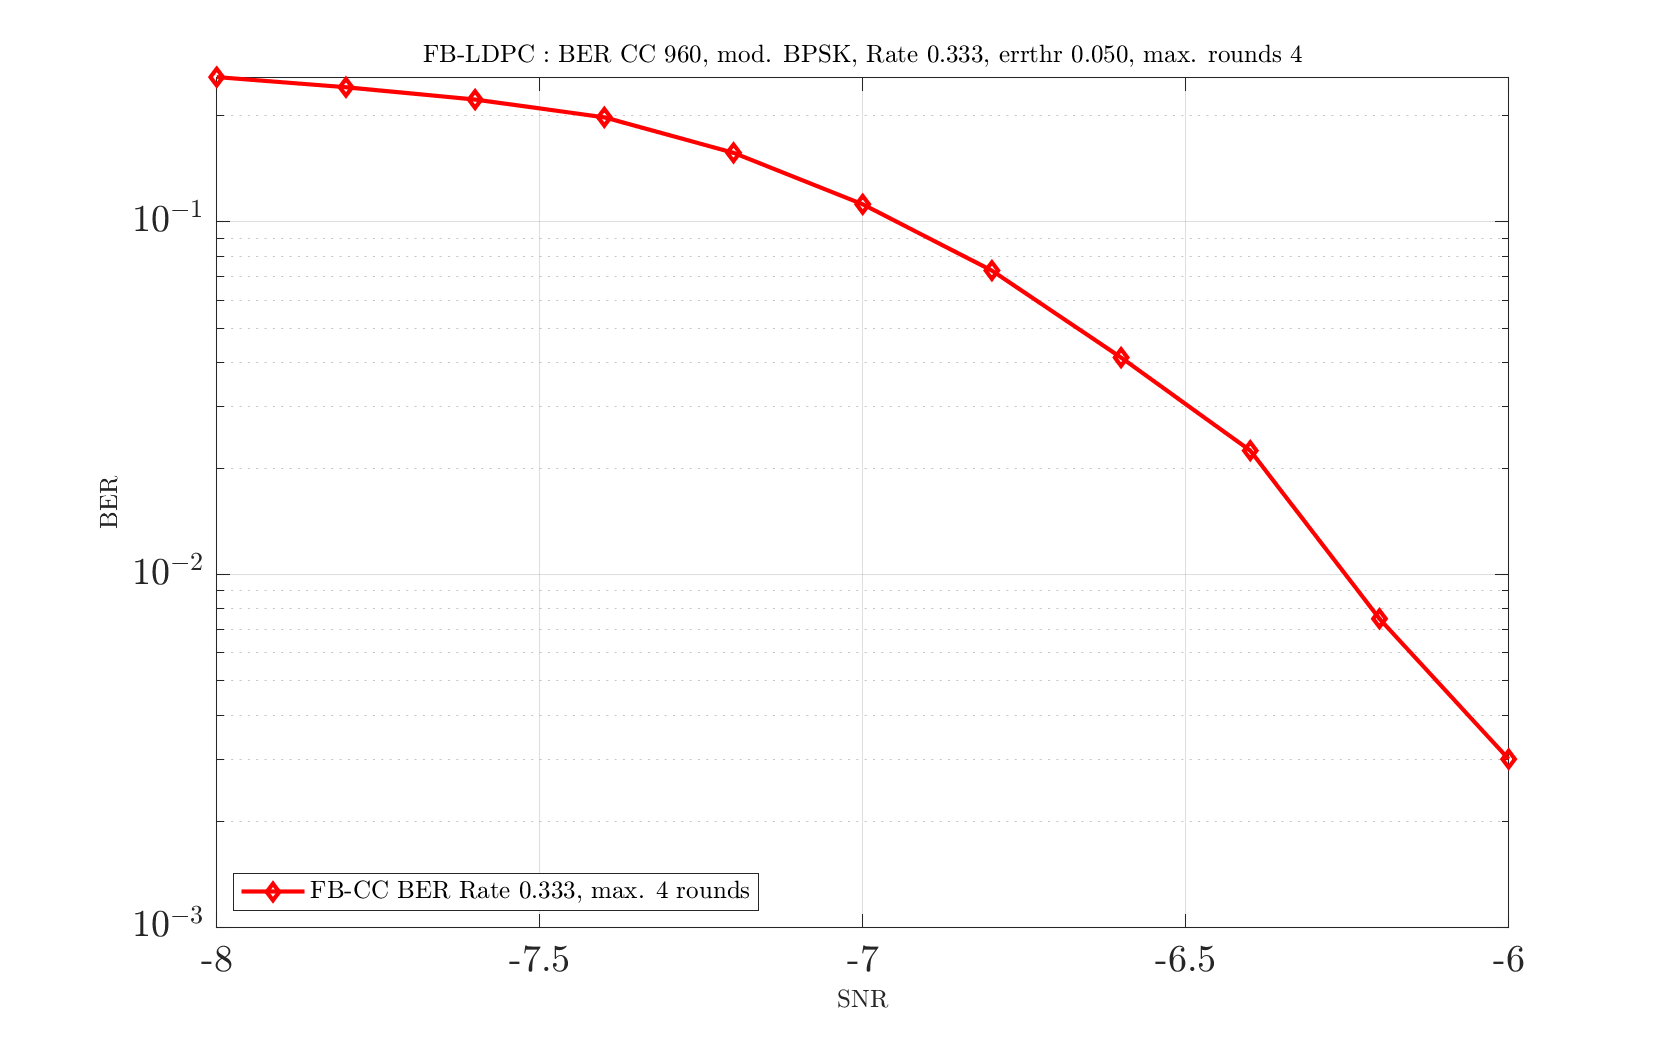 FB-LDPC : BER CC 960, mod. BPSK, Rate 0.333, errthr 0.050, max. rounds 4
BER
10^{-1}
10^{-2}
10^{-3}
FB-CC BER Rate 0.333, max. 4 rounds
-8 -7.5 -7 -6.5 -6
SNR